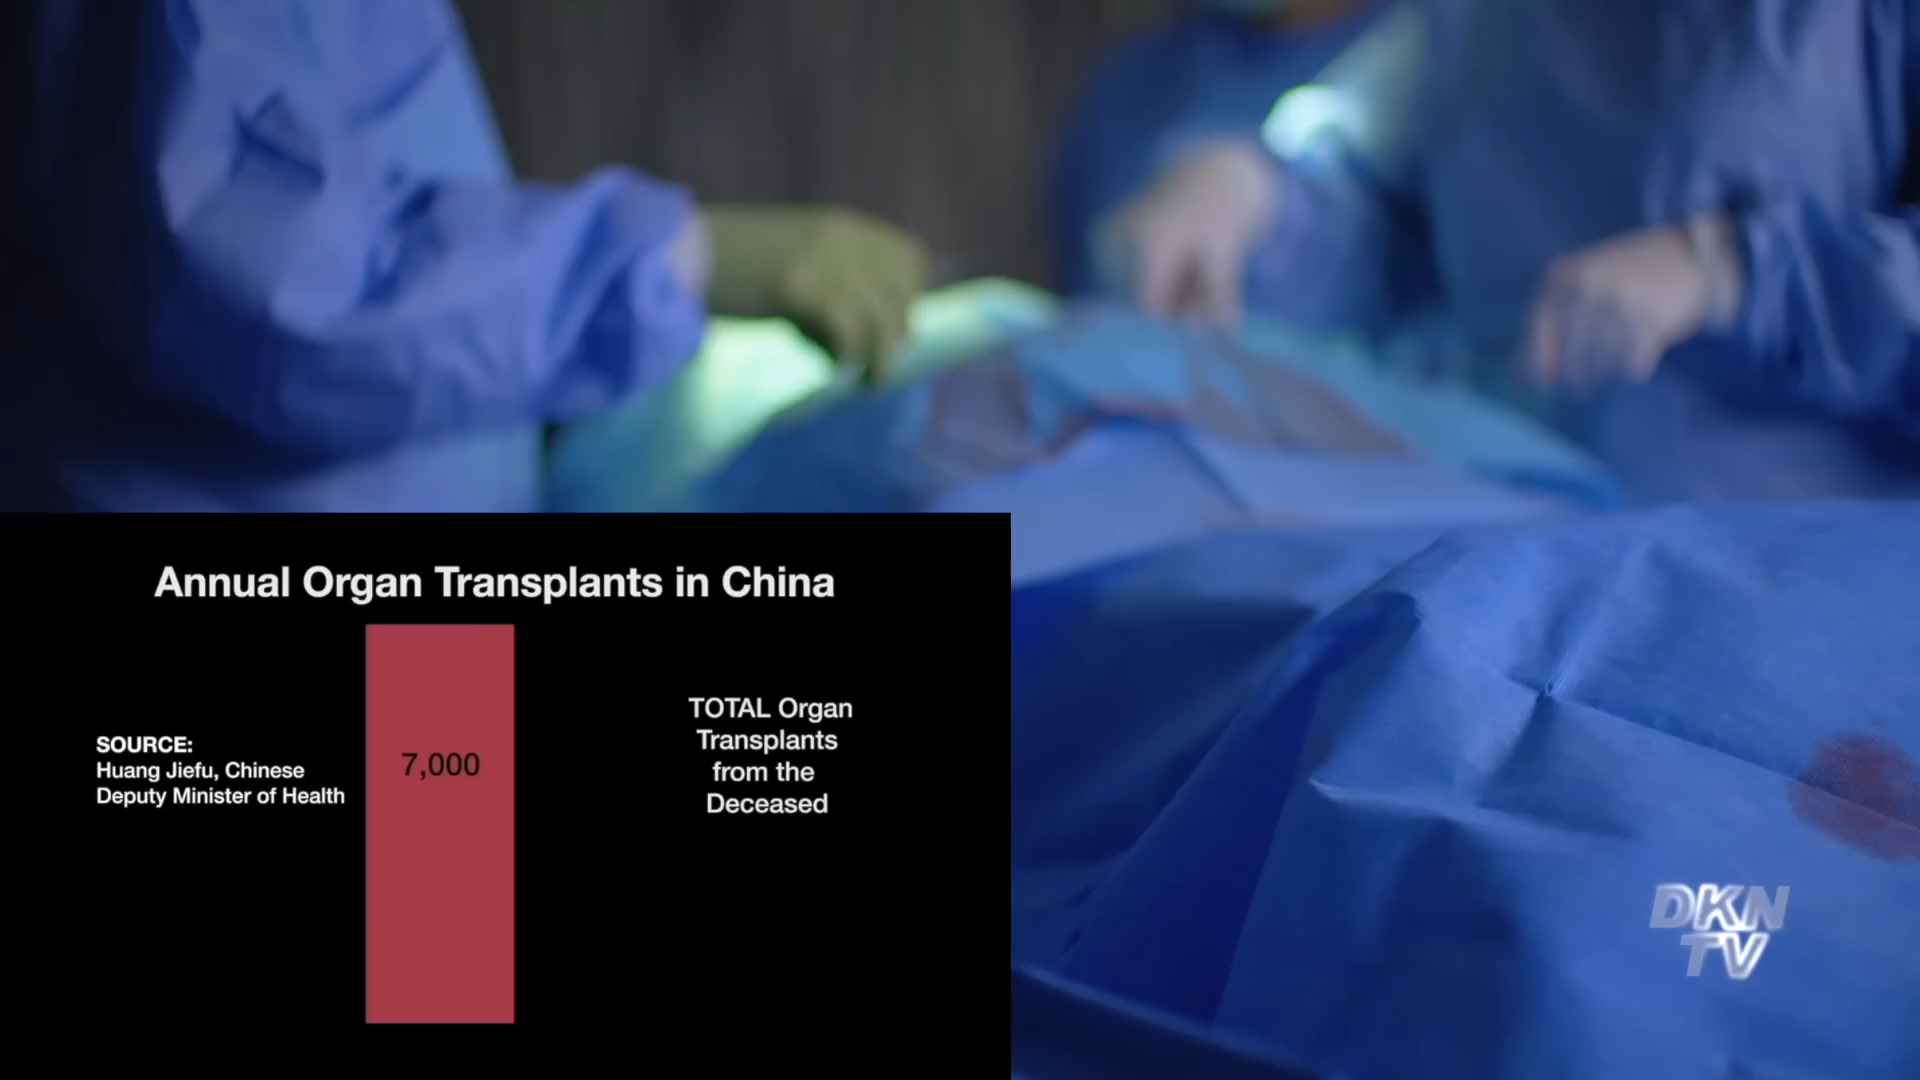 Annual Organ Transplants in China
SOURCE:
Huang Jiefu, Chinese
Deputy Minister of Health
7,000
TOTAL Organ
Transplants
from the
Deceased
DKN
TV